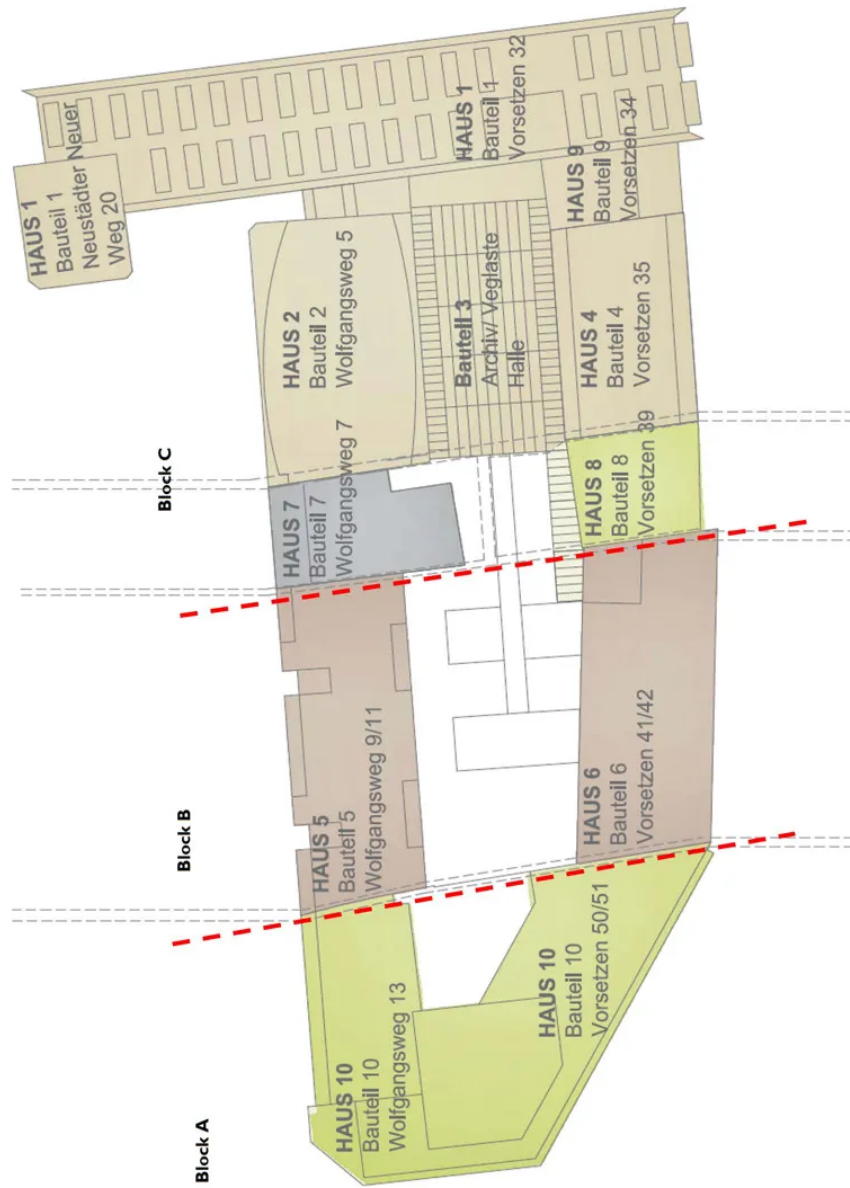 HAUS 1
Bauteil 1
Neustädter Neuer
Weg 20
HAUS 1
Bauteil 1
Vorsetzen 32
HAUS 9
Bauteil 9
Vorsetzen 34
HAUS 2
Bauteil 2
Wolfgangsweg 5
Bauteil 3
Archiv/ Veglaste
Halle
HAUS 4
Bauteil 4
Vorsetzen 35
Block C
HAUS 7
Bauteil 7
Wolfgangsweg 7
HAUS 8
Bauteil 8
Vorsetzen 39
Block B
HAUS 5
Bauteil 5
Wolfgangsweg 9/11
HAUS 6
Bauteil 6
Vorsetzen 41/42
Block A
HAUS 10
Bauteil 10
Wolfgangsweg 13
HAUS 10
Bauteil 10
Vorsetzen 50/51